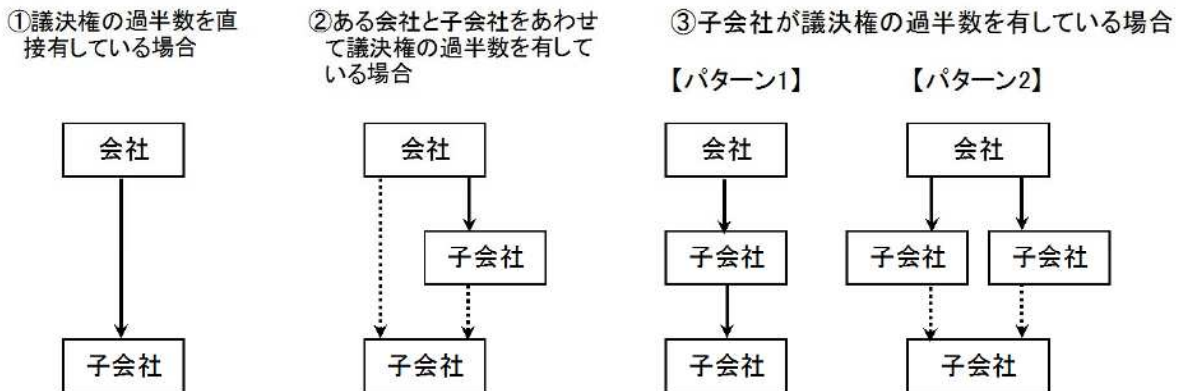 ①議決権の過半数を直
接有している場合
②ある会社と子会社をあわせ
て議決権の過半数を有して
いる場合
③子会社が議決権の過半数を有している場合
【パターン1】
【パターン2】
会社
会社
会社
会社
子会社
子会社
子会社
子会社
子会社
子会社
子会社
子会社